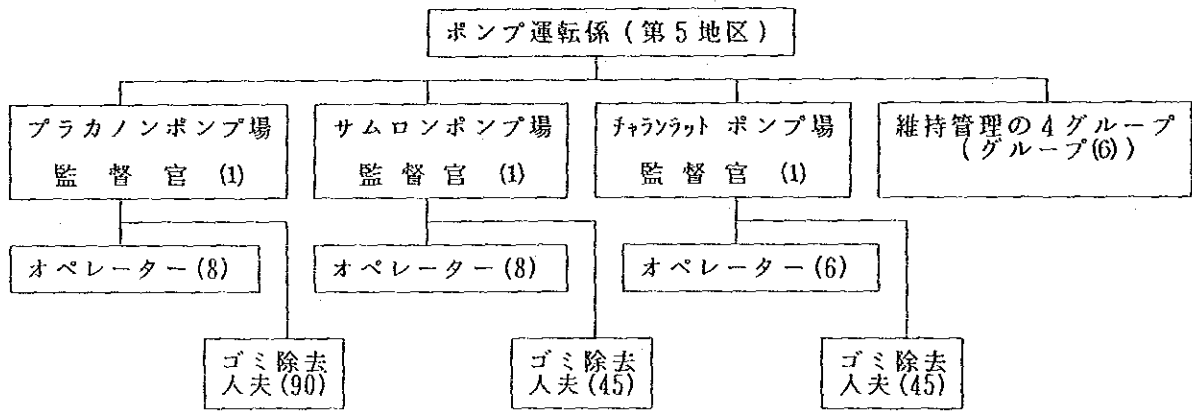 ポンプ運転係(第5地区)
プラカノンポンプ場
監督官 (1)
サムロンポンプ場
監督官 (1)
チャランラット ポンプ場
監督官 (1)
維持管理の4グループ
(グループ(6))
オペレーター(8)
オペレーター(8)
オペレーター(6)
ゴミ除去
人夫(90)
ゴミ除去
人夫(45)
ゴミ除去
人夫(45)